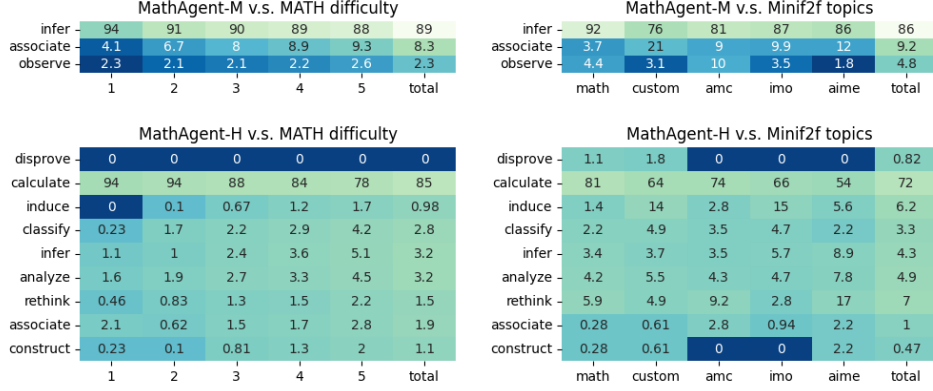 MathAgent-M v.s. MATH difficulty
infer 94 91 90 89 88 89
associate 4.1 6.7 8 8.9 9.3 8.3
observe 2.3 2.1 2.1 2.2 2.6 2.3
1 2 3 4 5 total
MathAgent-M v.s. Minif2f topics
infer 92 76 81 87 86 86
associate 3.7 21 9 9.9 12 9.2
observe 4.4 3.1 10 3.5 1.8 4.8
math custom amc imo aime total
MathAgent-H v.s. MATH difficulty
disprove 0 0 0 0 0 0
calculate 94 94 88 84 78 85
induce 0 0.1 0.67 1.2 1.7 0.98
classify 0.23 1.7 2.2 2.9 4.2 2.8
infer 1.1 1 2.4 3.6 5.1 3.2
analyze 1.6 1.9 2.7 3.3 4.5 3.2
rethink 0.46 0.83 1.3 1.5 2.2 1.5
associate 2.1 0.62 1.5 1.7 2.8 1.9
construct 0.23 0.1 0.81 1.3 2 1.1
1 2 3 4 5 total
MathAgent-H v.s. Minif2f topics
disprove 1.1 1.8 0 0 0 0.82
calculate 81 64 74 66 54 72
induce 1.4 14 2.8 15 5.6 6.2
classify 2.2 4.9 3.5 4.7 2.2 3.3
infer 3.4 3.7 3.5 5.7 8.9 4.3
analyze 4.2 5.5 4.3 4.7 7.8 4.9
rethink 5.9 4.9 9.2 2.8 17 7
associate 0.28 0.61 2.8 0.94 2.2 1
construct 0.28 0.61 0 0 2.2 0.47
math custom amc imo aime total